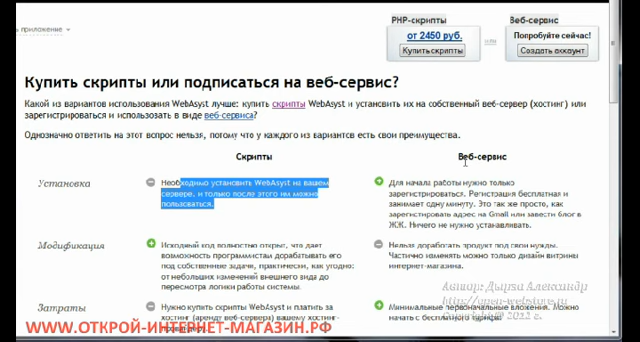 приложение
PHP-скрипты
от 2450 руб.
Купить скрипты
или
Веб-сервис
Попробуйте сейчас!
Создать аккаунт
Купить скрипты или подписаться на веб-сервис?
Какой из вариантов использования WebAsyst лучше: купить скрипты WebAsyst и установить их на собственный веб-сервер (хостинг) или
зарегистрироваться и использовать в виде веб-сервиса?
Однозначно ответить на этот вопрос нельзя, потому что у каждого из вариантов есть свои преимущества.
Скрипты
Веб-сервис
Установка
Необходимо установить WebAsyst на вашем
сервере, и только после этого им можно
пользоваться.
Для начала работы нужно только
зарегистрироваться. Регистрация бесплатная и
занимает одну минуту. Это так же просто, как
зарегистрировать адрес на Gmail или завести блог в
ЖЖ. Ничего не нужно устанавливать.
Модификация
Исходный код полностью открыт, что дает
возможность программистам дорабатывать его
под собственные задачи, практически, как угодно:
от небольших изменений внешнего вида до
пересмотра логики работы системы.
Нельзя доработать продукт под свои нужды.
Частично изменять можно только дизайн витрины
интернет-магазина.
Затраты
Нужно купить скрипты WebAsyst и платить за
хостинг (аренду веб-сервера) вашему хостинг-
Минимальные первоначальные вложения. Можно
начать с бесплатного тарифа.
Автор: Дырза Александр
2012 г.
WWW.ОТКРОЙ-ИНТЕРНЕТ-МАГАЗИН.РФ